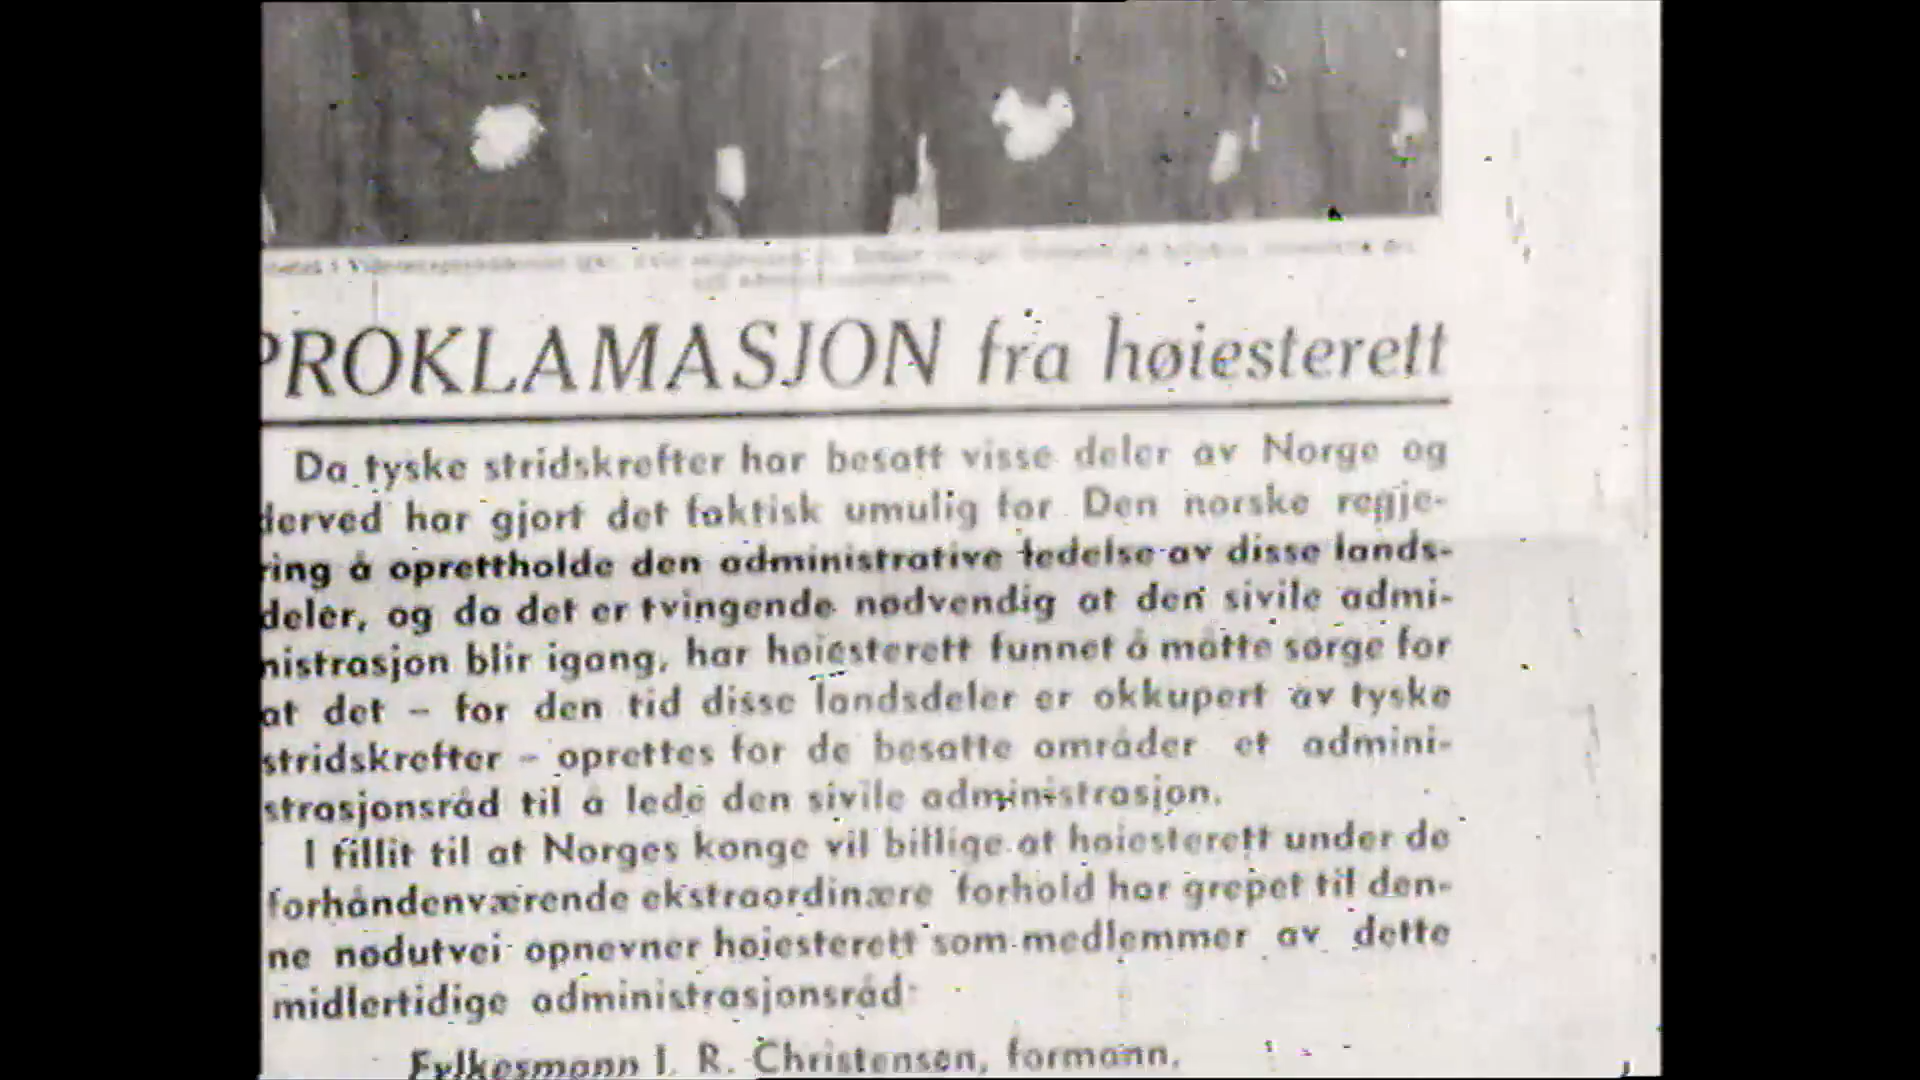 PROKLAMASJON fra høiesterett
Da tyske stridskrefter har besatt visse deler av Norge og
derved har gjort det faktisk umulig for Den norske regje-
ring å oprettholde den administrative ledelse av disse lands-
deler, og da det er tvingende nødvendig at den sivile admi-
nistrasjon blir igang, har høiesterett funnet å måtte sørge for
at det – for den tid disse landsdeler er okkupert av tyske
stridskrefter – oprettes for de besatte områder et admini-
strasjonsråd til å lede den sivile administrasjon.
I tillit til at Norges konge vil billige at høiesterett under de
forhåndenværende ekstraordinære forhold har grepet til den-
ne nødutvei opnevner høiesterett som medlemmer av dette
midlertidige administrasjonsråd:
Fylkesmann I. R. Christensen, formann.